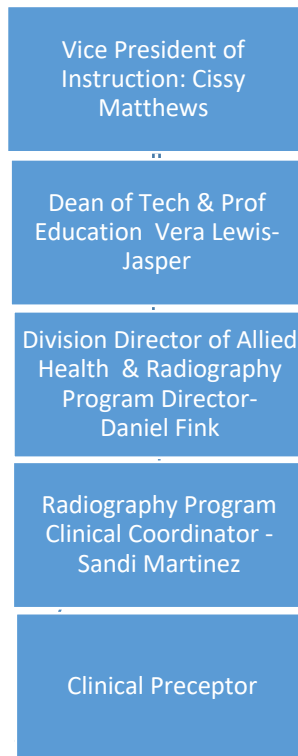 Vice President of
Instruction: Cissy
Matthews
Dean of Tech & Prof
Education  Vera Lewis-
Jasper
Division Director of Allied
Health  & Radiography
Program Director-
Daniel Fink
Radiography Program
Clinical Coordinator -
Sandi Martinez
Clinical Preceptor